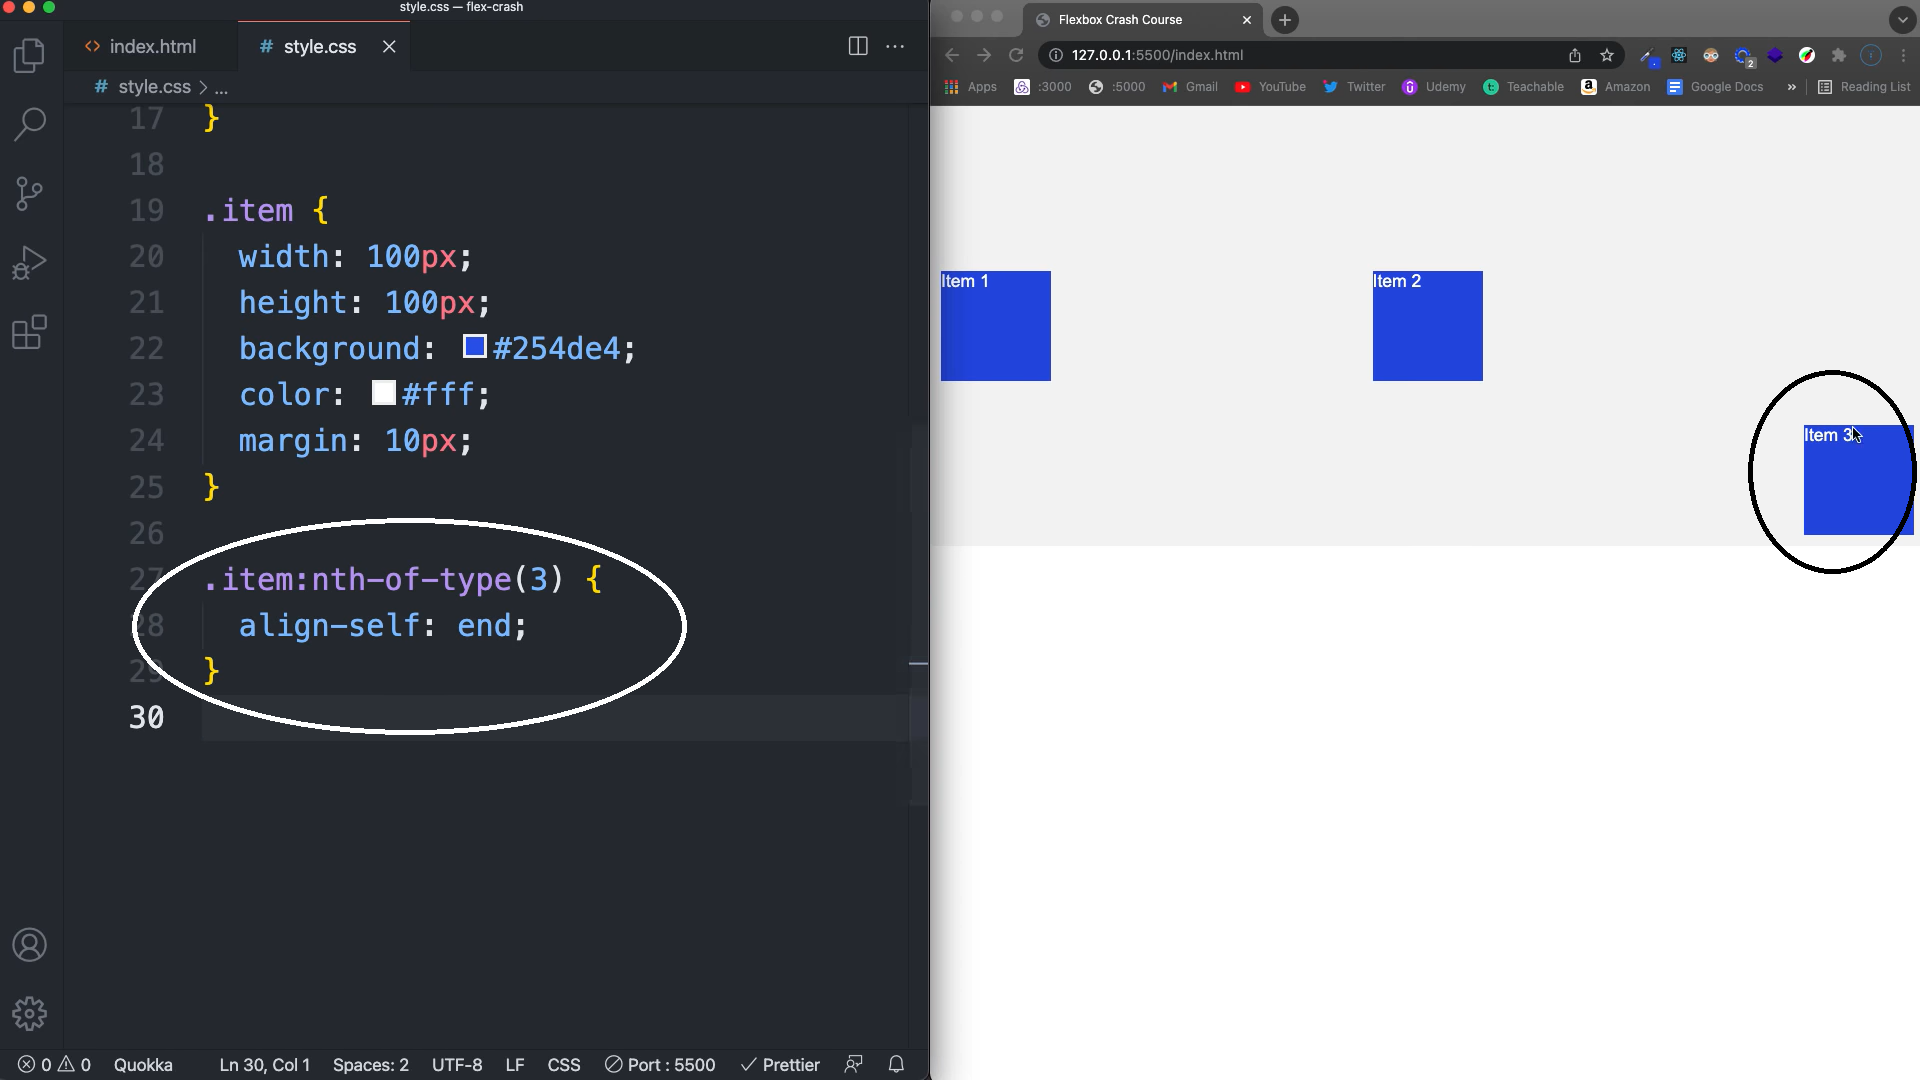 style.css — flex-crash
index.html
# style.css
# style.css > ...
17 }
18
19 .item {
20 width: 100px;
21 height: 100px;
22 background: #254de4;
23 color: #fff;
24 margin: 10px;
25 }
26
27 .item:nth-of-type(3) {
28 align-self: end;
29 }
30
0 0 Quokka Ln 30, Col 1 Spaces: 2 UTF-8 LF CSS Port : 5500 Prettier
Flexbox Crash Course
127.0.0.1:5500/index.html
2
Apps :3000 :5000 Gmail YouTube Twitter Udemy Teachable Amazon Google Docs » Reading List
Item 1 Item 2
Item 3